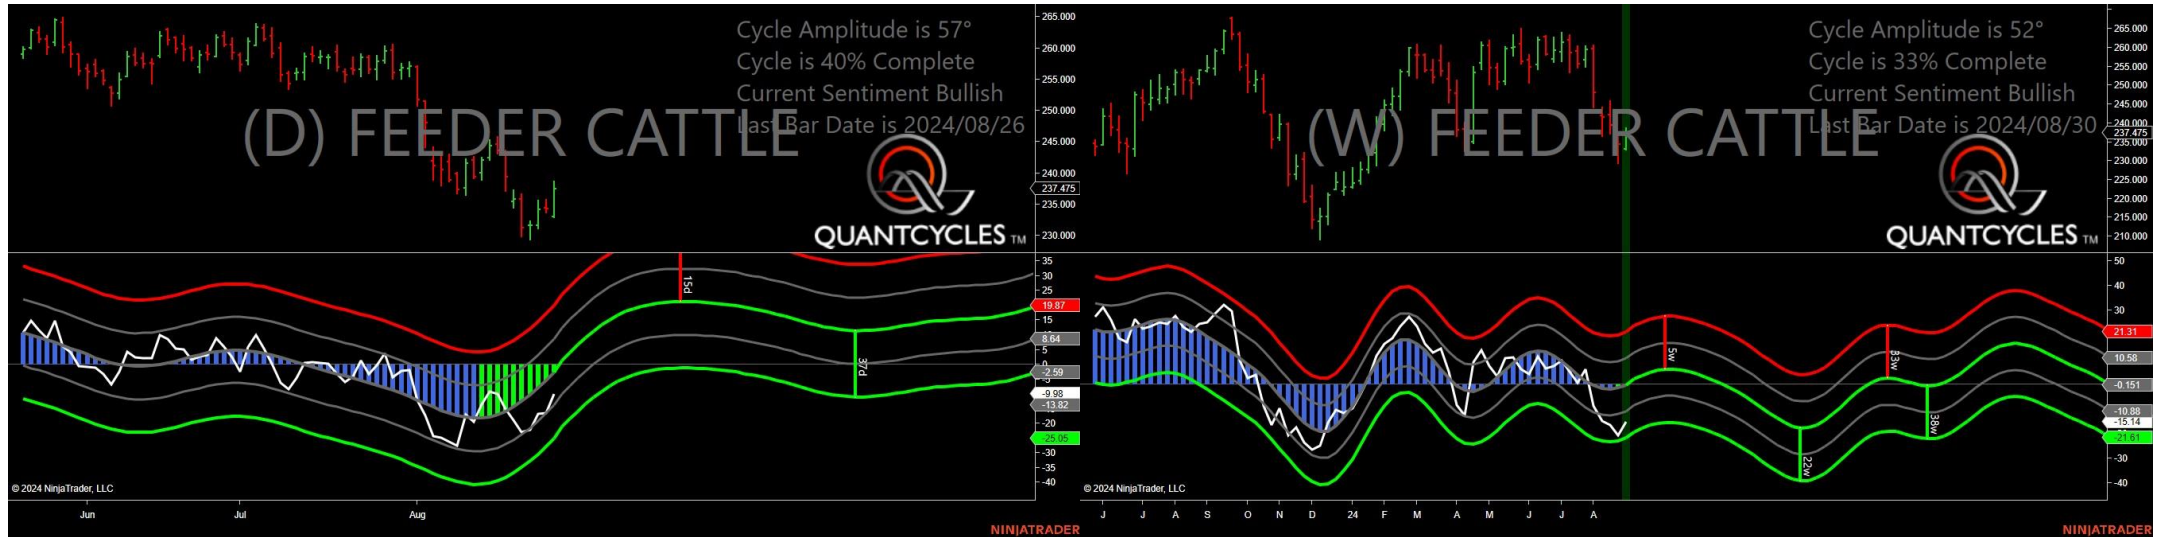 Cycle Amplitude is 57°
Cycle is 40% Complete
Current Sentiment Bullish
Last Bar Date is 2024/08/26
(D) FEEDER CATTLE
QUANTCYCLES TM
265.000
260.000
255.000
250.000
245.000
240.000
237.475
235.000
230.000
15d
37d
35
30
19.87
15
8.64
5
0
-2.59
-9.98
-13.82
-20
-25.05
-30
-35
-40
© 2024 NinjaTrader, LLC
Jun
Jul
Aug
NINJATRADER
Cycle Amplitude is 52°
Cycle is 33% Complete
Current Sentiment Bullish
Last Bar Date is 2024/08/30
(W) FEEDER CATTLE
QUANTCYCLES TM
265.000
260.000
255.000
250.000
245.000
240.000
237.475
235.000
230.000
225.000
220.000
215.000
210.000
5w
22w
33w
38w
50
40
30
21.31
10.58
-0.151
-10.88
-15.14
-21.61
-30
-40
© 2024 NinjaTrader, LLC
J
J
A
S
O
N
D
24
F
M
A
M
J
J
A
NINJATRADER